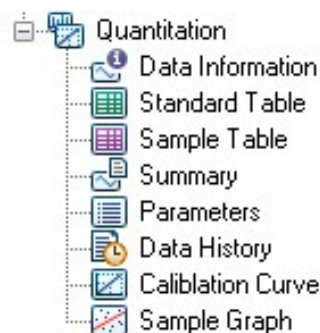 Quantitation
Data Information
Standard Table
Sample Table
Summary
Parameters
Data History
Caliblation Curve
Sample Graph